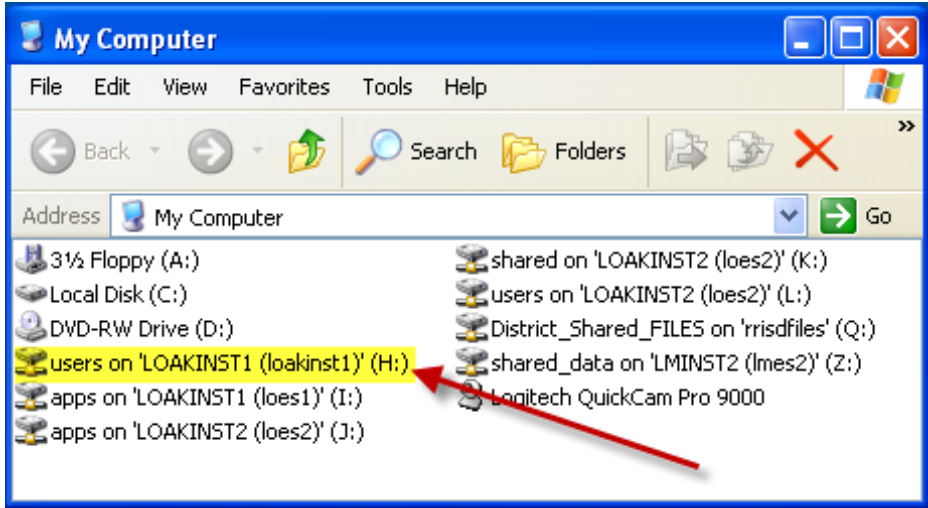 My Computer
File Edit View Favorites Tools Help
Back Search Folders »
Address My Computer Go
3½ Floppy (A:)
Local Disk (C:)
DVD-RW Drive (D:)
users on 'LOAKINST1 (loakinst1)' (H:)
apps on 'LOAKINST1 (loes1)' (I:)
apps on 'LOAKINST2 (loes2)' (J:)
shared on 'LOAKINST2 (loes2)' (K:)
users on 'LOAKINST2 (loes2)' (L:)
District_Shared_FILES on 'rrisdfiles' (Q:)
shared_data on 'LMINST2 (lmes2)' (Z:)
Logitech QuickCam Pro 9000